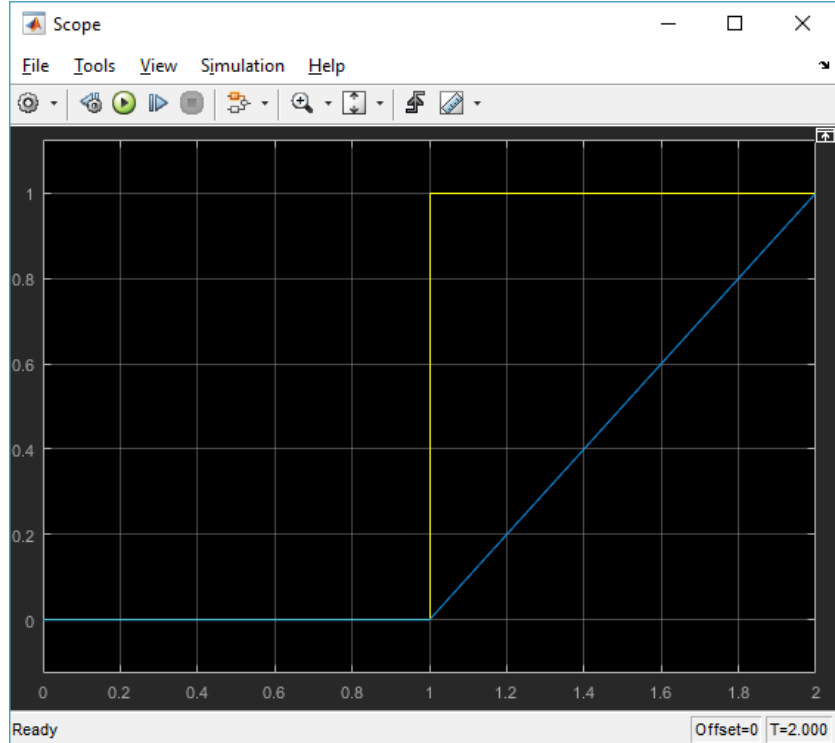 Scope
File Tools View Simulation Help
1
0.8
0.6
0.4
0.2
0
0 0.2 0.4 0.6 0.8 1 1.2 1.4 1.6 1.8 2
Ready Offset=0 T=2.000